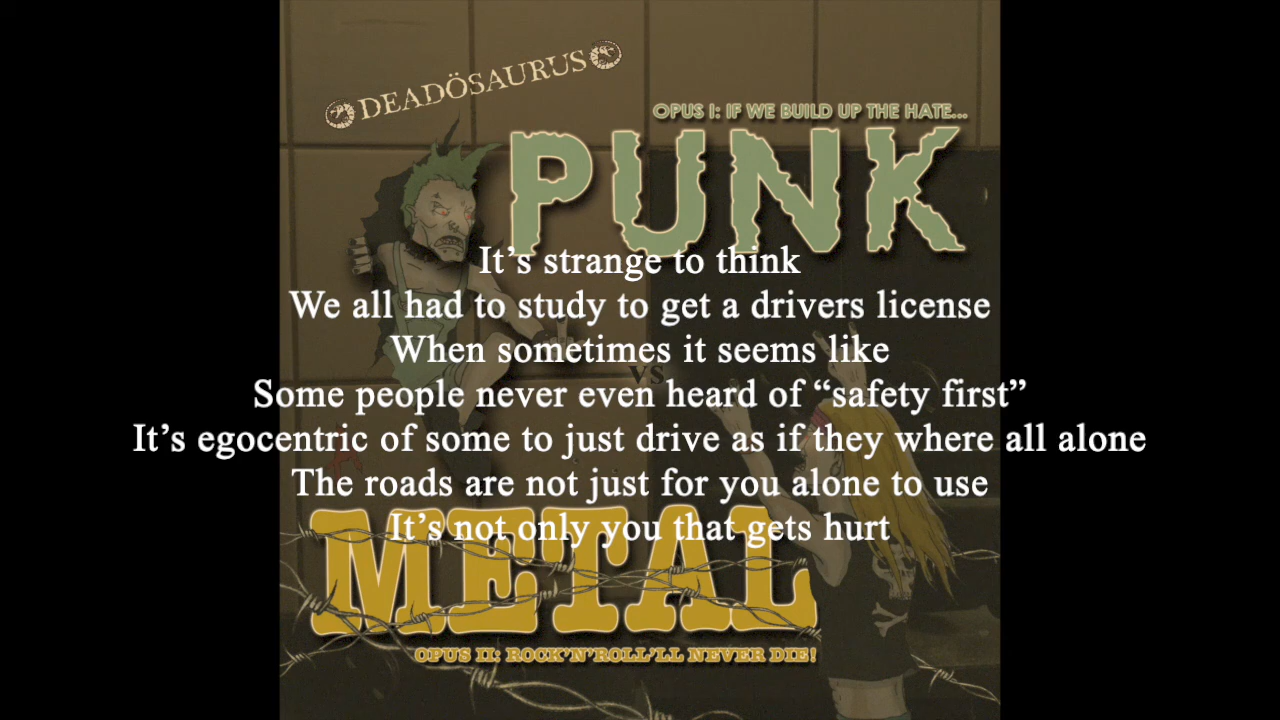 DEADÖSAURUS
OPUS I: IF WE BUILD UP THE HATE...
PUNK
It’s strange to think
We all had to study to get a drivers license
When sometimes it seems like
VS
Some people never even heard of “safety first”
It’s egocentric of some to just drive as if they where all alone
The roads are not just for you alone to use
It’s not only you that gets hurt
METAL
OPUS II: ROCK'N'ROLL'LL NEVER DIE!